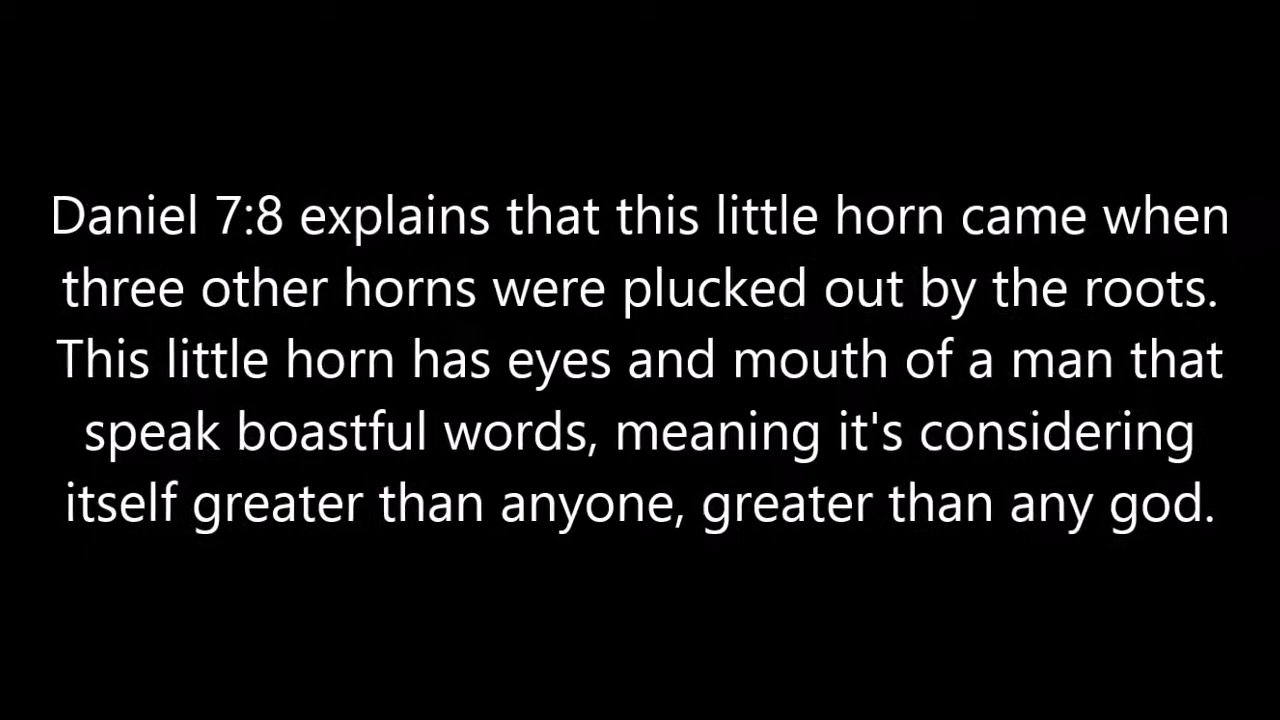 Daniel 7:8 explains that this little horn came when
three other horns were plucked out by the roots.
This little horn has eyes and mouth of a man that
speak boastful words, meaning it's considering
itself greater than anyone, greater than any god.